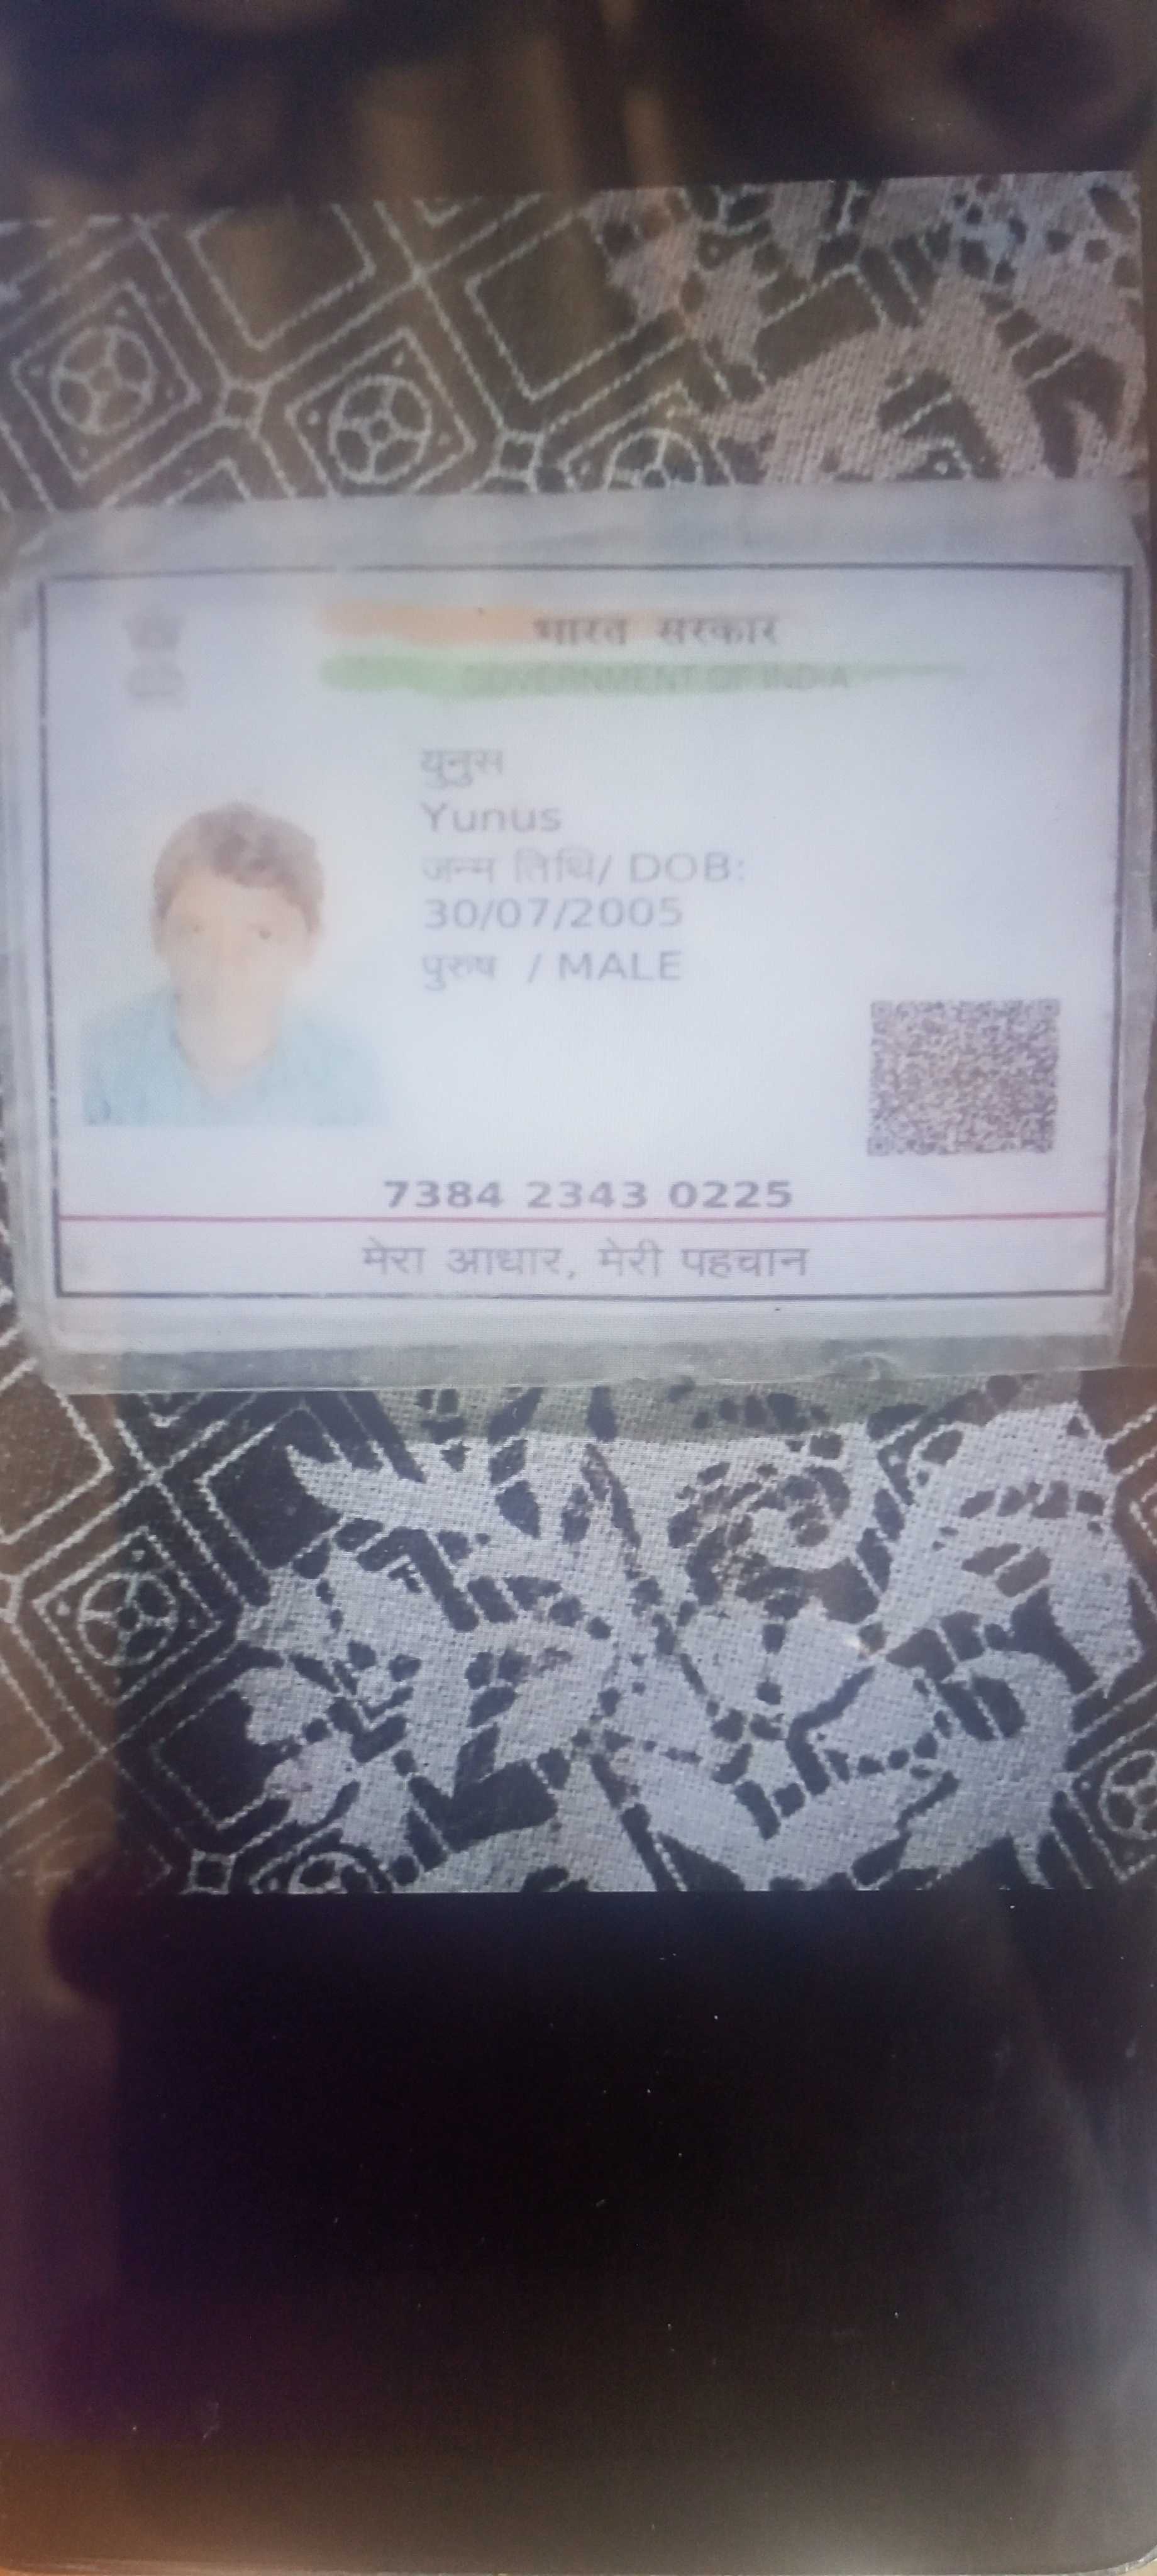 भारत सरकार
GOVERNMENT OF INDIA
युनुस
Yunus
जन्म तिथि/ DOB:
30/07/2005
पुरुष / MALE
7384 2343 0225
मेरा आधार, मेरी पहचान